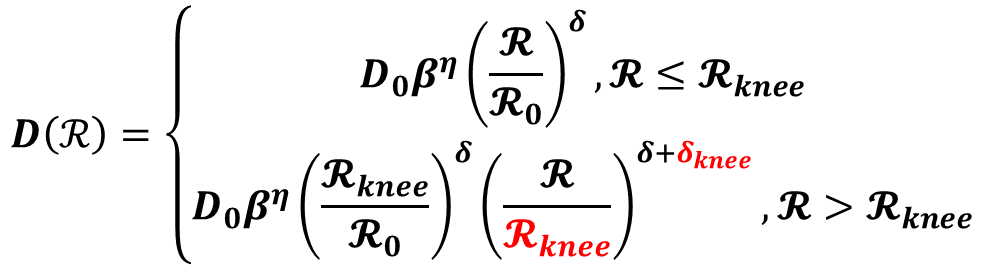 D(ℛ) = { D₀β^η (ℛ/ℛ₀)^δ , ℛ ≤ ℛ_knee
D₀β^η (ℛ_knee/ℛ₀)^δ (ℛ/ℛ_knee)^(δ+δ_knee) , ℛ > ℛ_knee